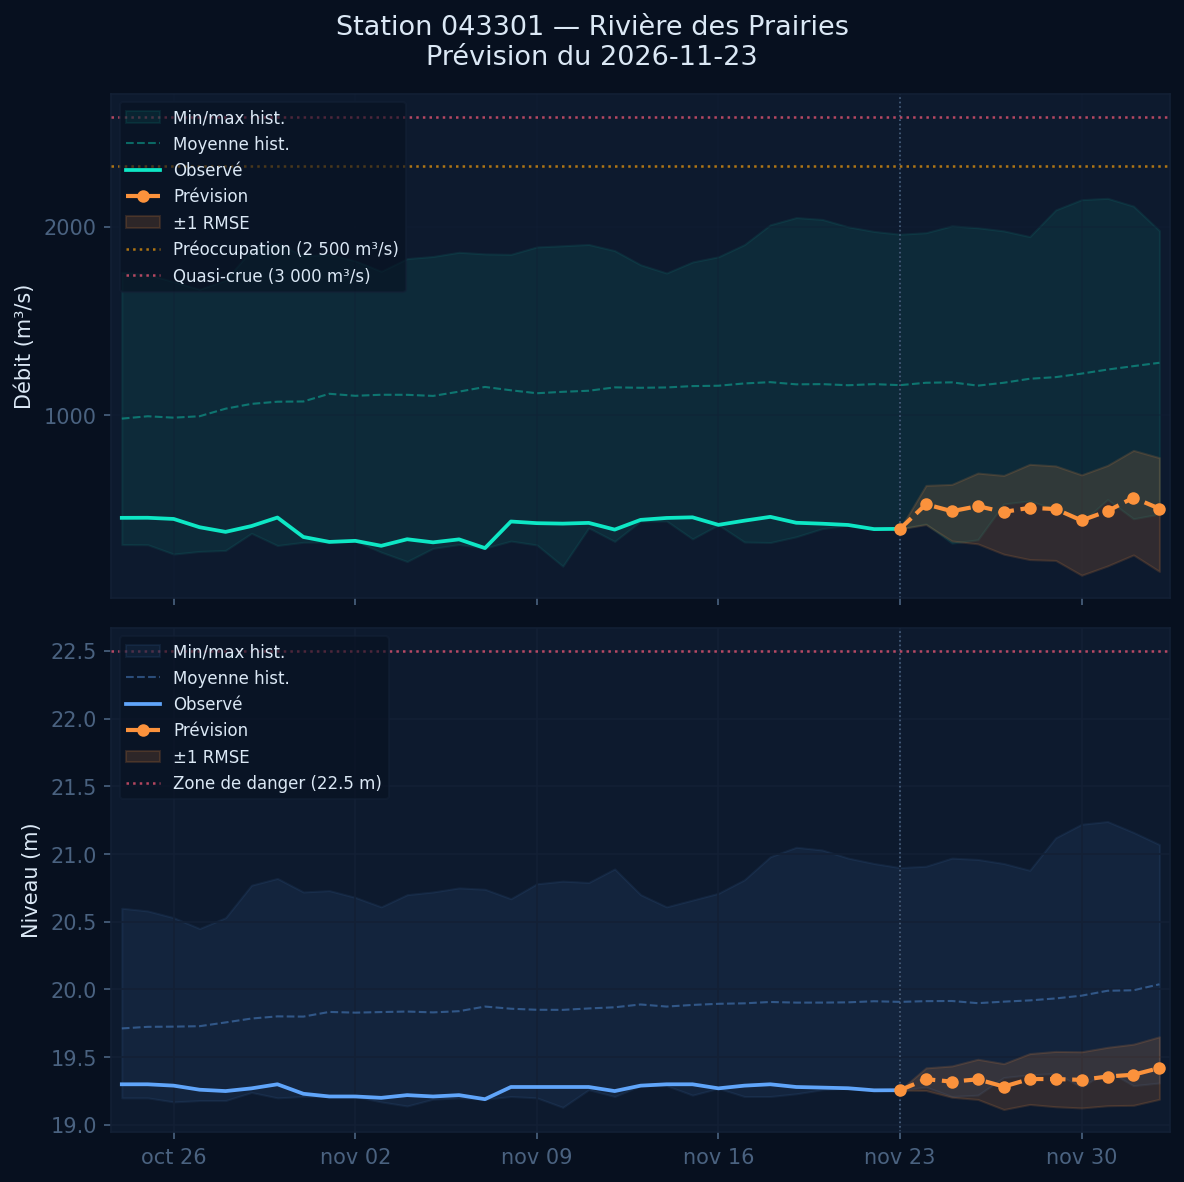 Station 043301 — Rivière des Prairies
Prévision du 2026-11-23
Débit (m³/s)
2000
1000
Min/max hist.
Moyenne hist.
Observé
Prévision
±1 RMSE
Préoccupation (2 500 m³/s)
Quasi-crue (3 000 m³/s)
Niveau (m)
22.5
22.0
21.5
21.0
20.5
20.0
19.5
19.0
Min/max hist.
Moyenne hist.
Observé
Prévision
±1 RMSE
Zone de danger (22.5 m)
oct 26
nov 02
nov 09
nov 16
nov 23
nov 30